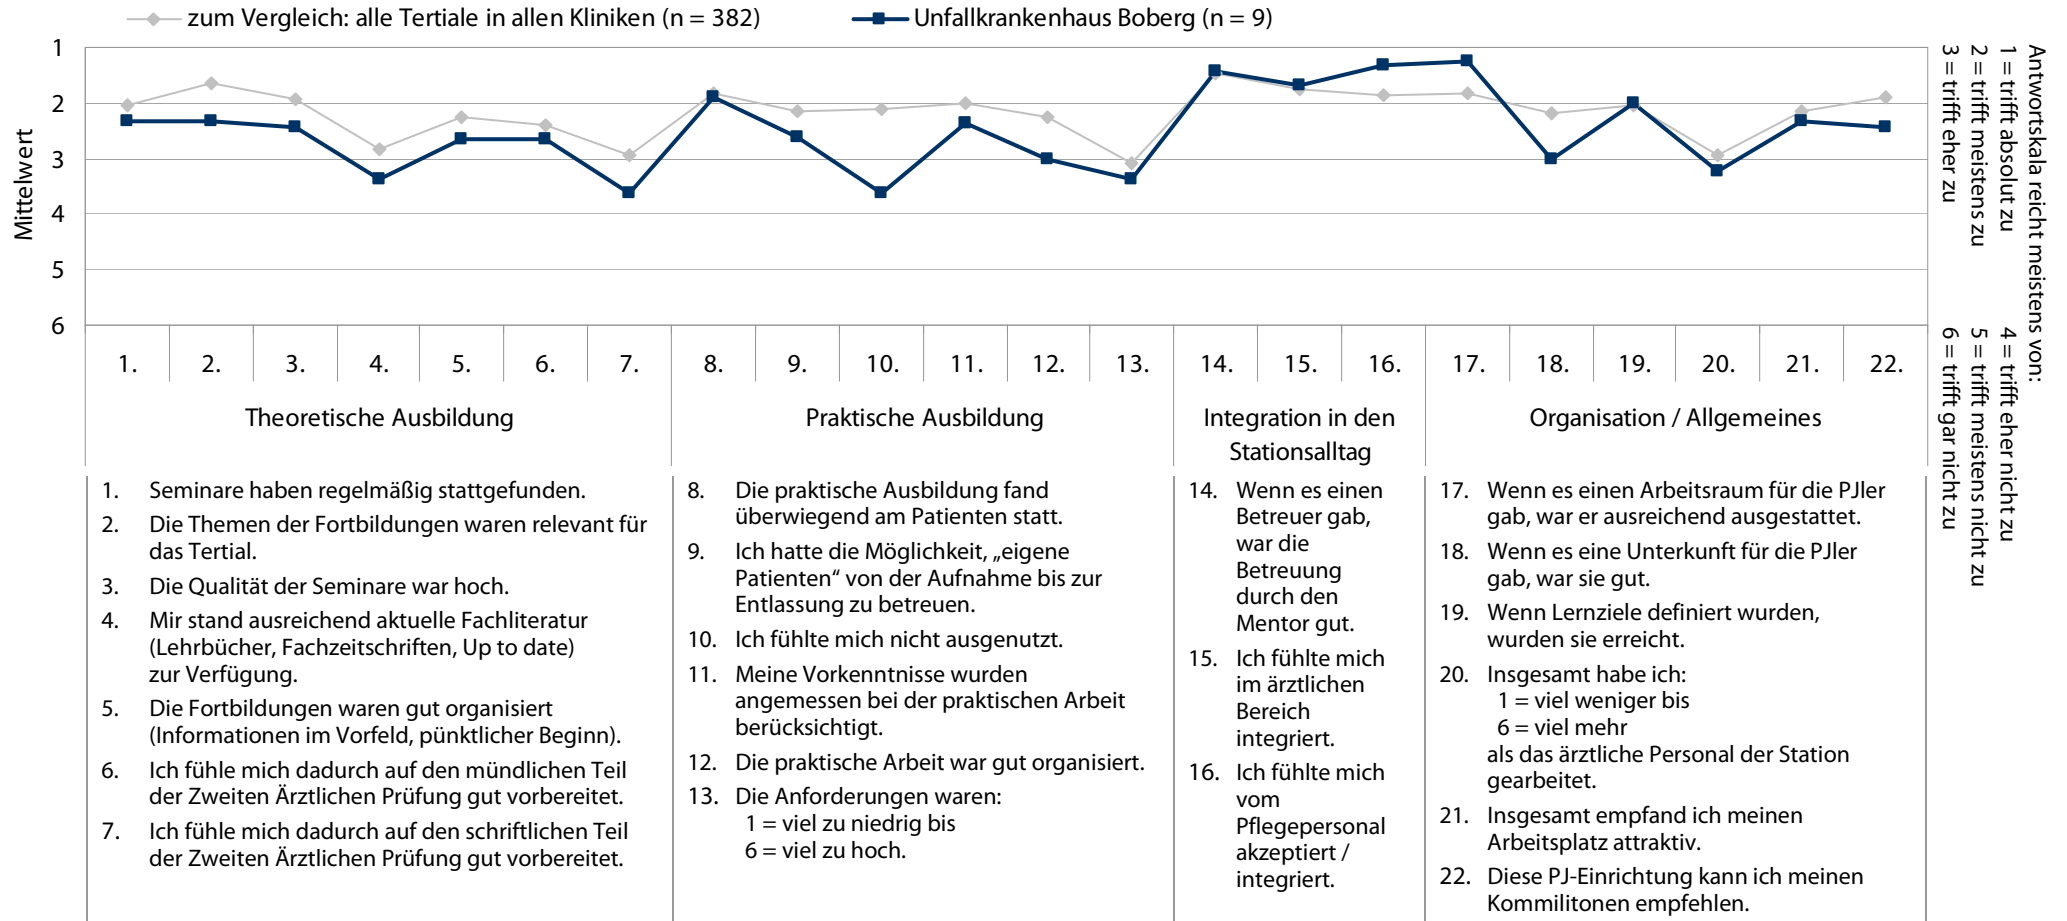 zum Vergleich: alle Tertiale in allen Kliniken (n = 382)
Unfallkrankenhaus Boberg (n = 9)
Mittelwert
1
2
3
4
5
6
Antwortskala reicht meistens von:
1 = trifft absolut zu
2 = trifft meistens zu
3 = trifft eher zu
4 = trifft eher nicht zu
5 = trifft meistens nicht zu
6 = trifft gar nicht zu
1. 2. 3. 4. 5. 6. 7. 8. 9. 10. 11. 12. 13. 14. 15. 16. 17. 18. 19. 20. 21. 22.
Theoretische Ausbildung
Praktische Ausbildung
Integration in den
Stationsalltag
Organisation / Allgemeines
1. Seminare haben regelmäßig stattgefunden.
2. Die Themen der Fortbildungen waren relevant für
das Tertial.
3. Die Qualität der Seminare war hoch.
4. Mir stand ausreichend aktuelle Fachliteratur
(Lehrbücher, Fachzeitschriften, Up to date)
zur Verfügung.
5. Die Fortbildungen waren gut organisiert
(Informationen im Vorfeld, pünktlicher Beginn).
6. Ich fühle mich dadurch auf den mündlichen Teil
der Zweiten Ärztlichen Prüfung gut vorbereitet.
7. Ich fühle mich dadurch auf den schriftlichen Teil
der Zweiten Ärztlichen Prüfung gut vorbereitet.
8. Die praktische Ausbildung fand
überwiegend am Patienten statt.
9. Ich hatte die Möglichkeit, „eigene
Patienten“ von der Aufnahme bis zur
Entlassung zu betreuen.
10. Ich fühlte mich nicht ausgenutzt.
11. Meine Vorkenntnisse wurden
angemessen bei der praktischen Arbeit
berücksichtigt.
12. Die praktische Arbeit war gut organisiert.
13. Die Anforderungen waren:
1 = viel zu niedrig bis
6 = viel zu hoch.
14. Wenn es einen
Betreuer gab,
war die
Betreuung
durch den
Mentor gut.
15. Ich fühlte mich
im ärztlichen
Bereich
integriert.
16. Ich fühlte mich
vom
Pflegepersonal
akzeptiert /
integriert.
17. Wenn es einen Arbeitsraum für die PJler
gab, war er ausreichend ausgestattet.
18. Wenn es eine Unterkunft für die PJler
gab, war sie gut.
19. Wenn Lernziele definiert wurden,
wurden sie erreicht.
20. Insgesamt habe ich:
1 = viel weniger bis
6 = viel mehr
als das ärztliche Personal der Station
gearbeitet.
21. Insgesamt empfand ich meinen
Arbeitsplatz attraktiv.
22. Diese PJ-Einrichtung kann ich meinen
Kommilitonen empfehlen.